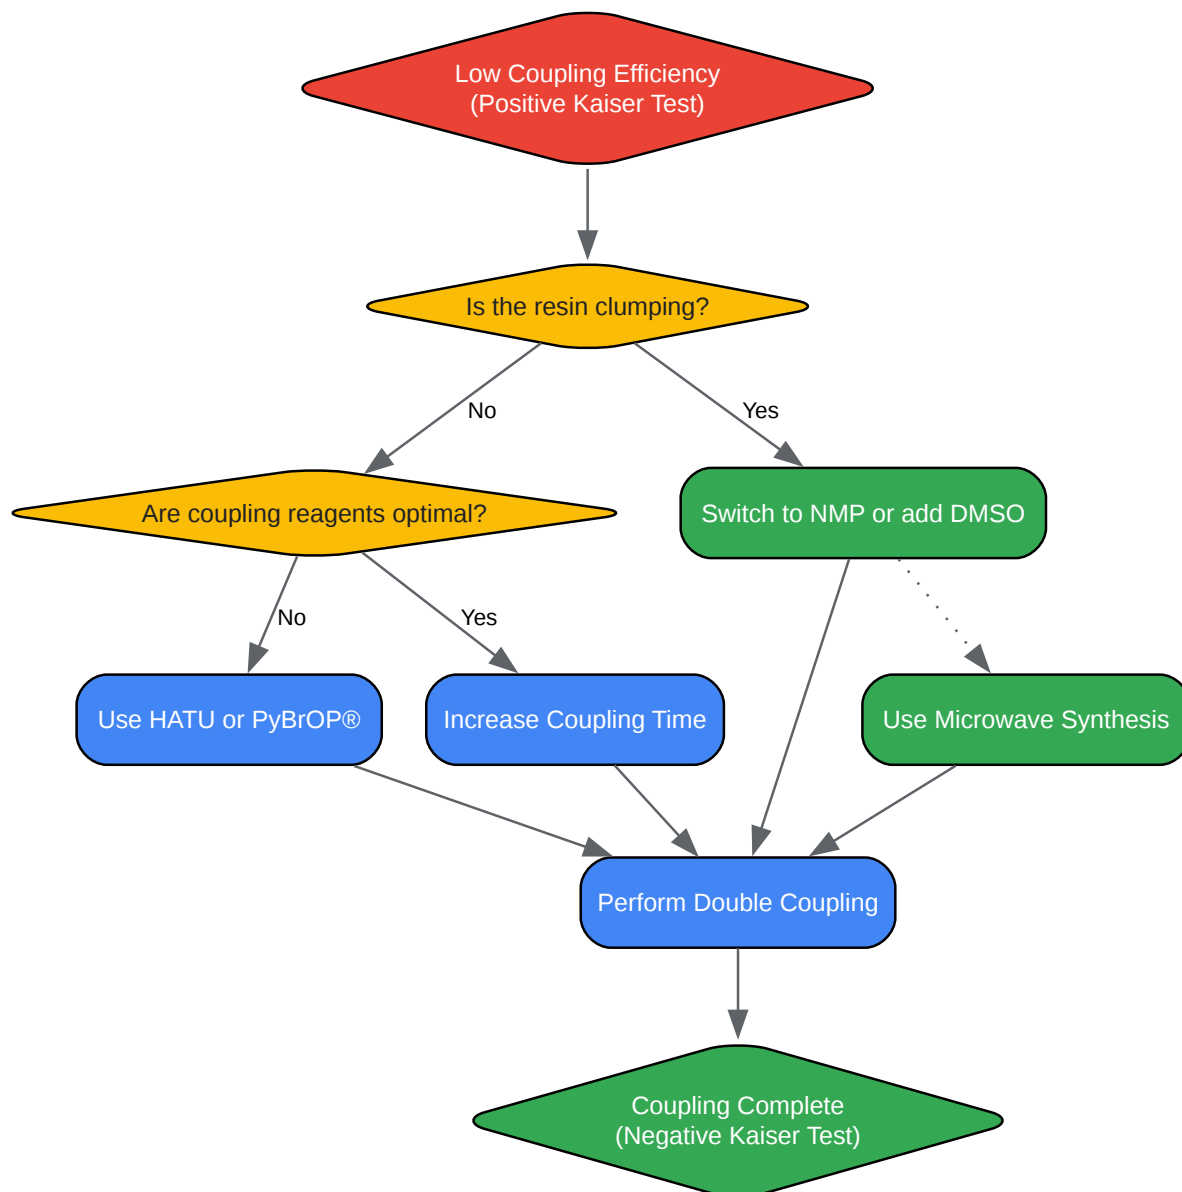 Low Coupling Efficiency
(Positive Kaiser Test)
Is the resin clumping?
No
Yes
Are coupling reagents optimal?
Switch to NMP or add DMSO
No
Yes
Use HATU or PyBrOP®
Increase Coupling Time
Use Microwave Synthesis
Perform Double Coupling
Coupling Complete
(Negative Kaiser Test)